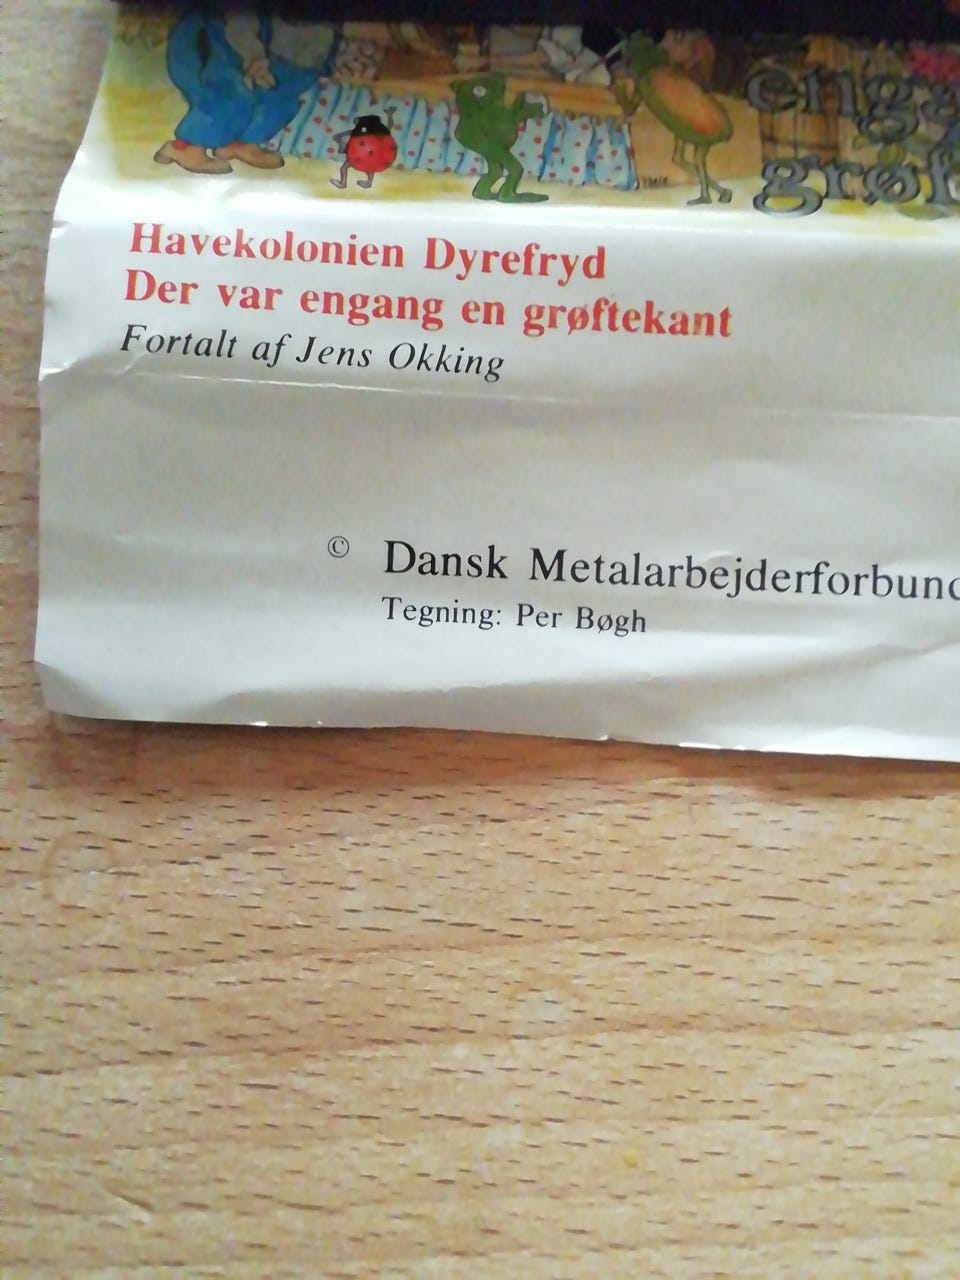 Havekolonien Dyrefryd
Der var engang en grøftekant
Fortalt af Jens Okking
© Dansk Metalarbejderforbund
Tegning: Per Bøgh